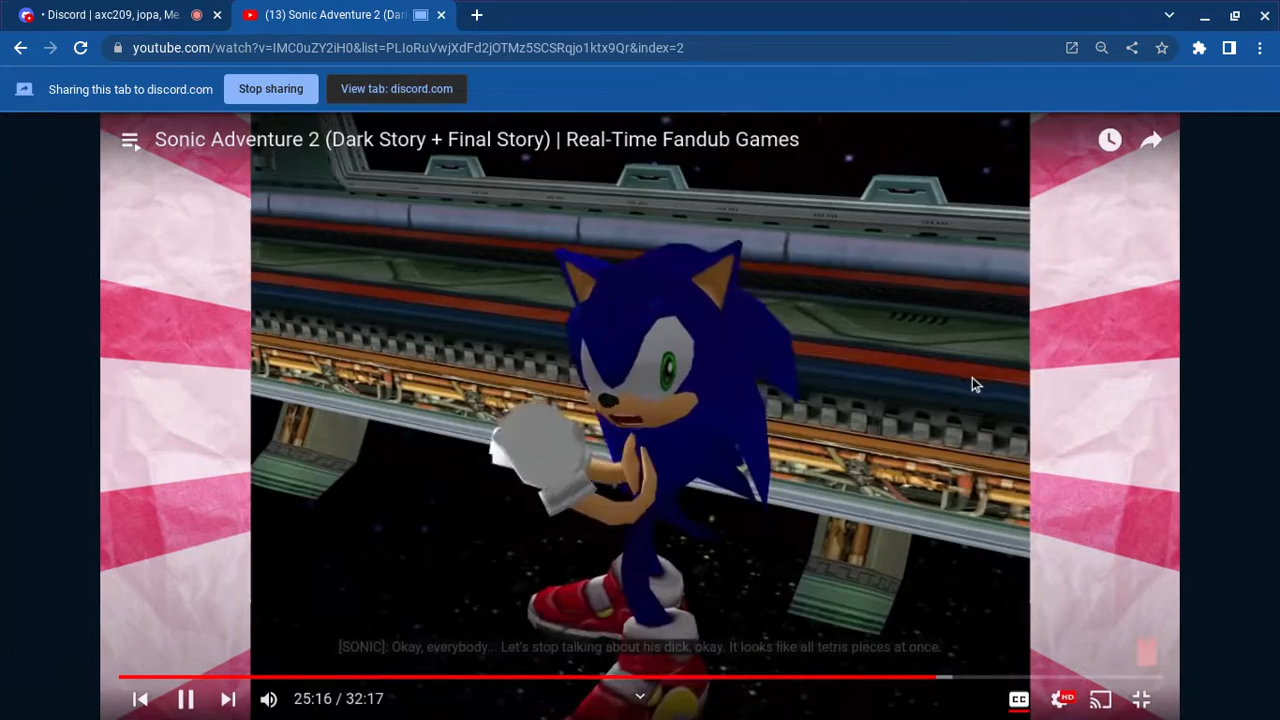 • Discord | axc209, jopa, Me.
(13) Sonic Adventure 2 (Dar
youtube.com/watch?v=IMC0uZY2iH0&list=PLIoRuVwjXdFd2jOTMz5SCSRqjo1ktx9Qr&index=2
Sharing this tab to discord.com
Stop sharing
View tab: discord.com
Sonic Adventure 2 (Dark Story + Final Story) | Real-Time Fandub Games
[SONIC]: Okay, everybody... Let's stop talking about his dick, okay. It looks like all tetris pieces at once.
25:16 / 32:17
CC
HD